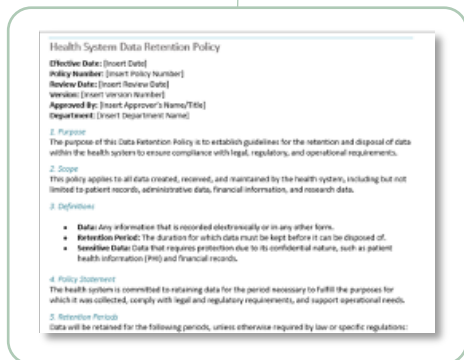 Health System Data Retention Policy
Effective Date: [Insert Date]
Policy Number: [Insert Policy Number]
Review Date: [Insert Review Date]
Version: [Insert Version Number]
Approved By: [Insert Approver's Name/Title]
Department: [Insert Department Name]
1. Purpose
The purpose of this Data Retention Policy is to establish guidelines for the retention and disposal of data
within the health system to ensure compliance with legal, regulatory, and operational requirements.
2. Scope
This policy applies to all data created, received, and maintained by the health system, including but not
limited to patient records, administrative data, financial information, and research data.
3. Definitions
• Data: Any information that is recorded electronically or in any other form.
• Retention Period: The duration for which data must be kept before it can be disposed of.
• Sensitive Data: Data that requires protection due to its confidential nature, such as patient
health information (PHI) and financial records.
4. Policy Statement
The health system is committed to retaining data for the period necessary to fulfill the purposes for
which it was collected, comply with legal and regulatory requirements, and support operational needs.
5. Retention Periods
Data will be retained for the following periods, unless otherwise required by law or specific regulations: